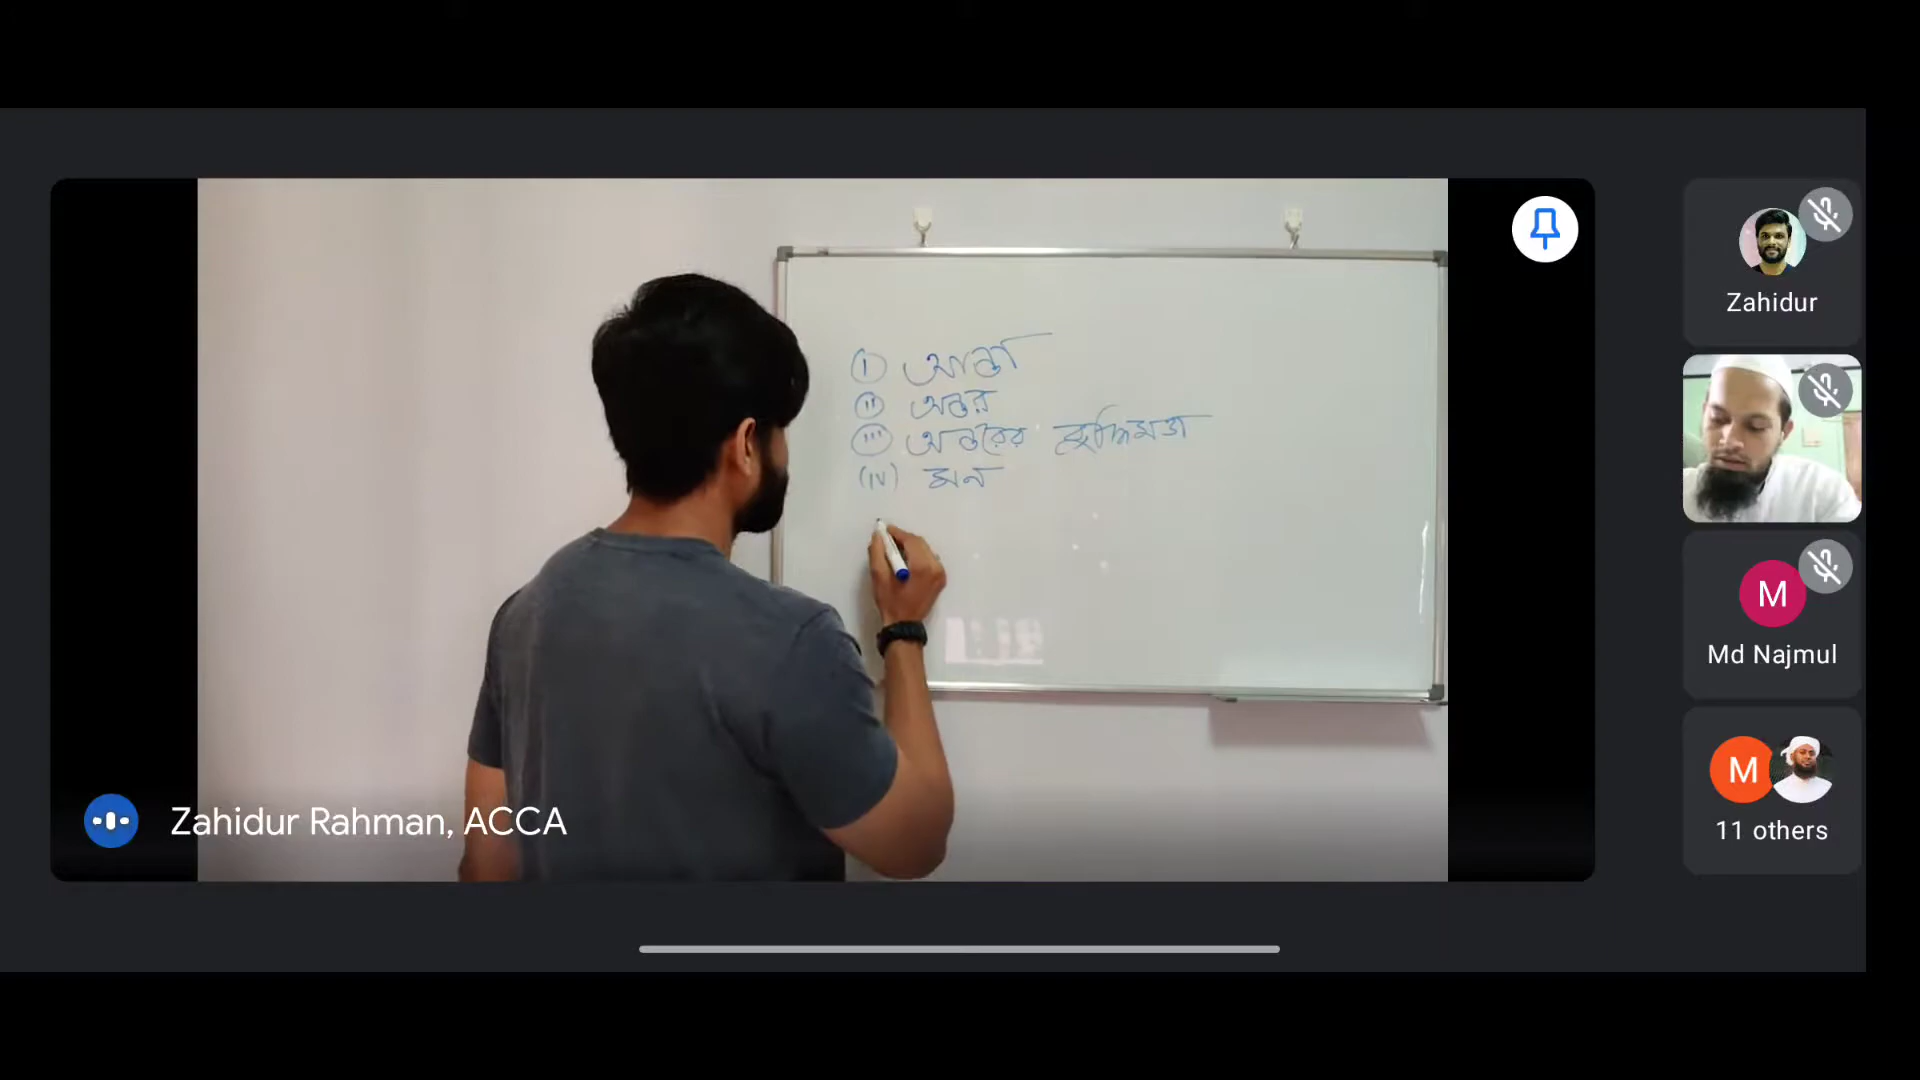 (i) আত্মা
(ii) অন্তর
(iii) অন্তরের
(iv) মন
Zahidur Rahman, ACCA
Zahidur
M
Md Najmul
M
11 others